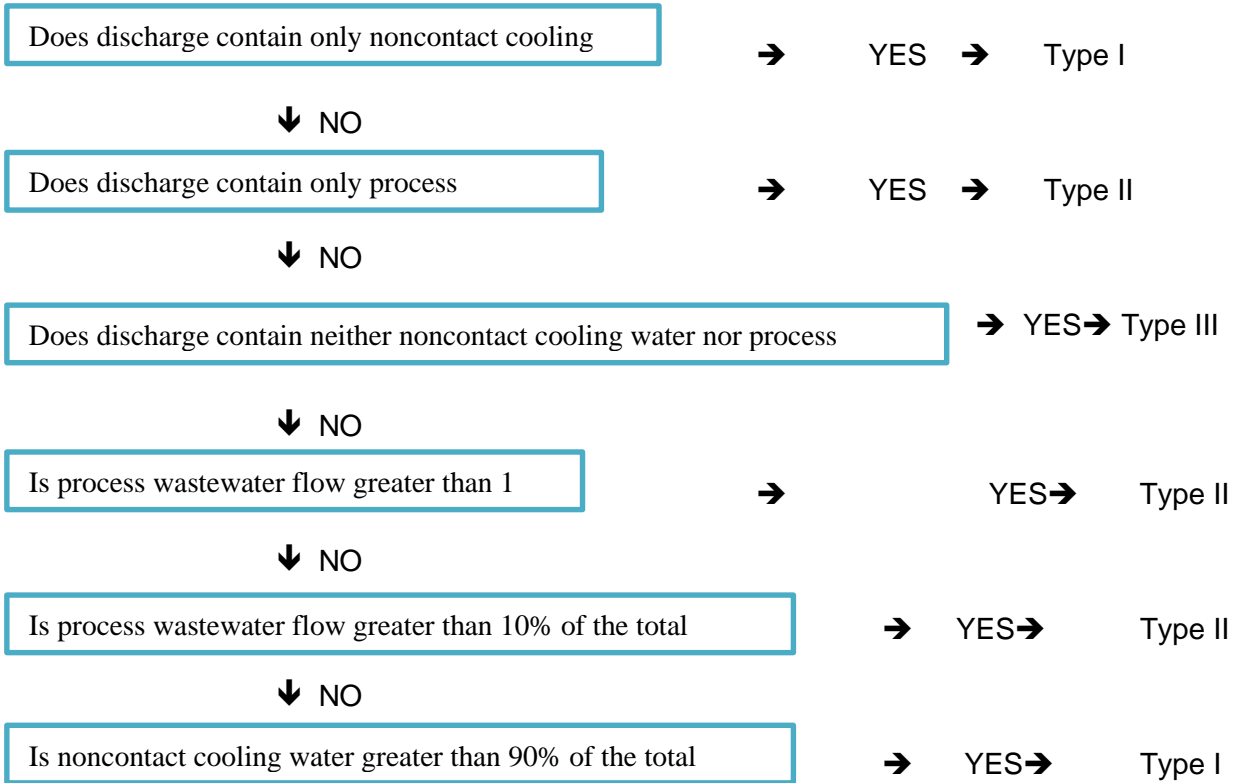 Does discharge contain only noncontact cooling ➔ YES ➔ Type I
🡻 NO
Does discharge contain only process ➔ YES ➔ Type II
🡻 NO
Does discharge contain neither noncontact cooling water nor process ➔ YES➔ Type III
🡻 NO
Is process wastewater flow greater than 1 ➔ YES➔ Type II
🡻 NO
Is process wastewater flow greater than 10% of the total ➔ YES➔ Type II
🡻 NO
Is noncontact cooling water greater than 90% of the total ➔ YES➔ Type I